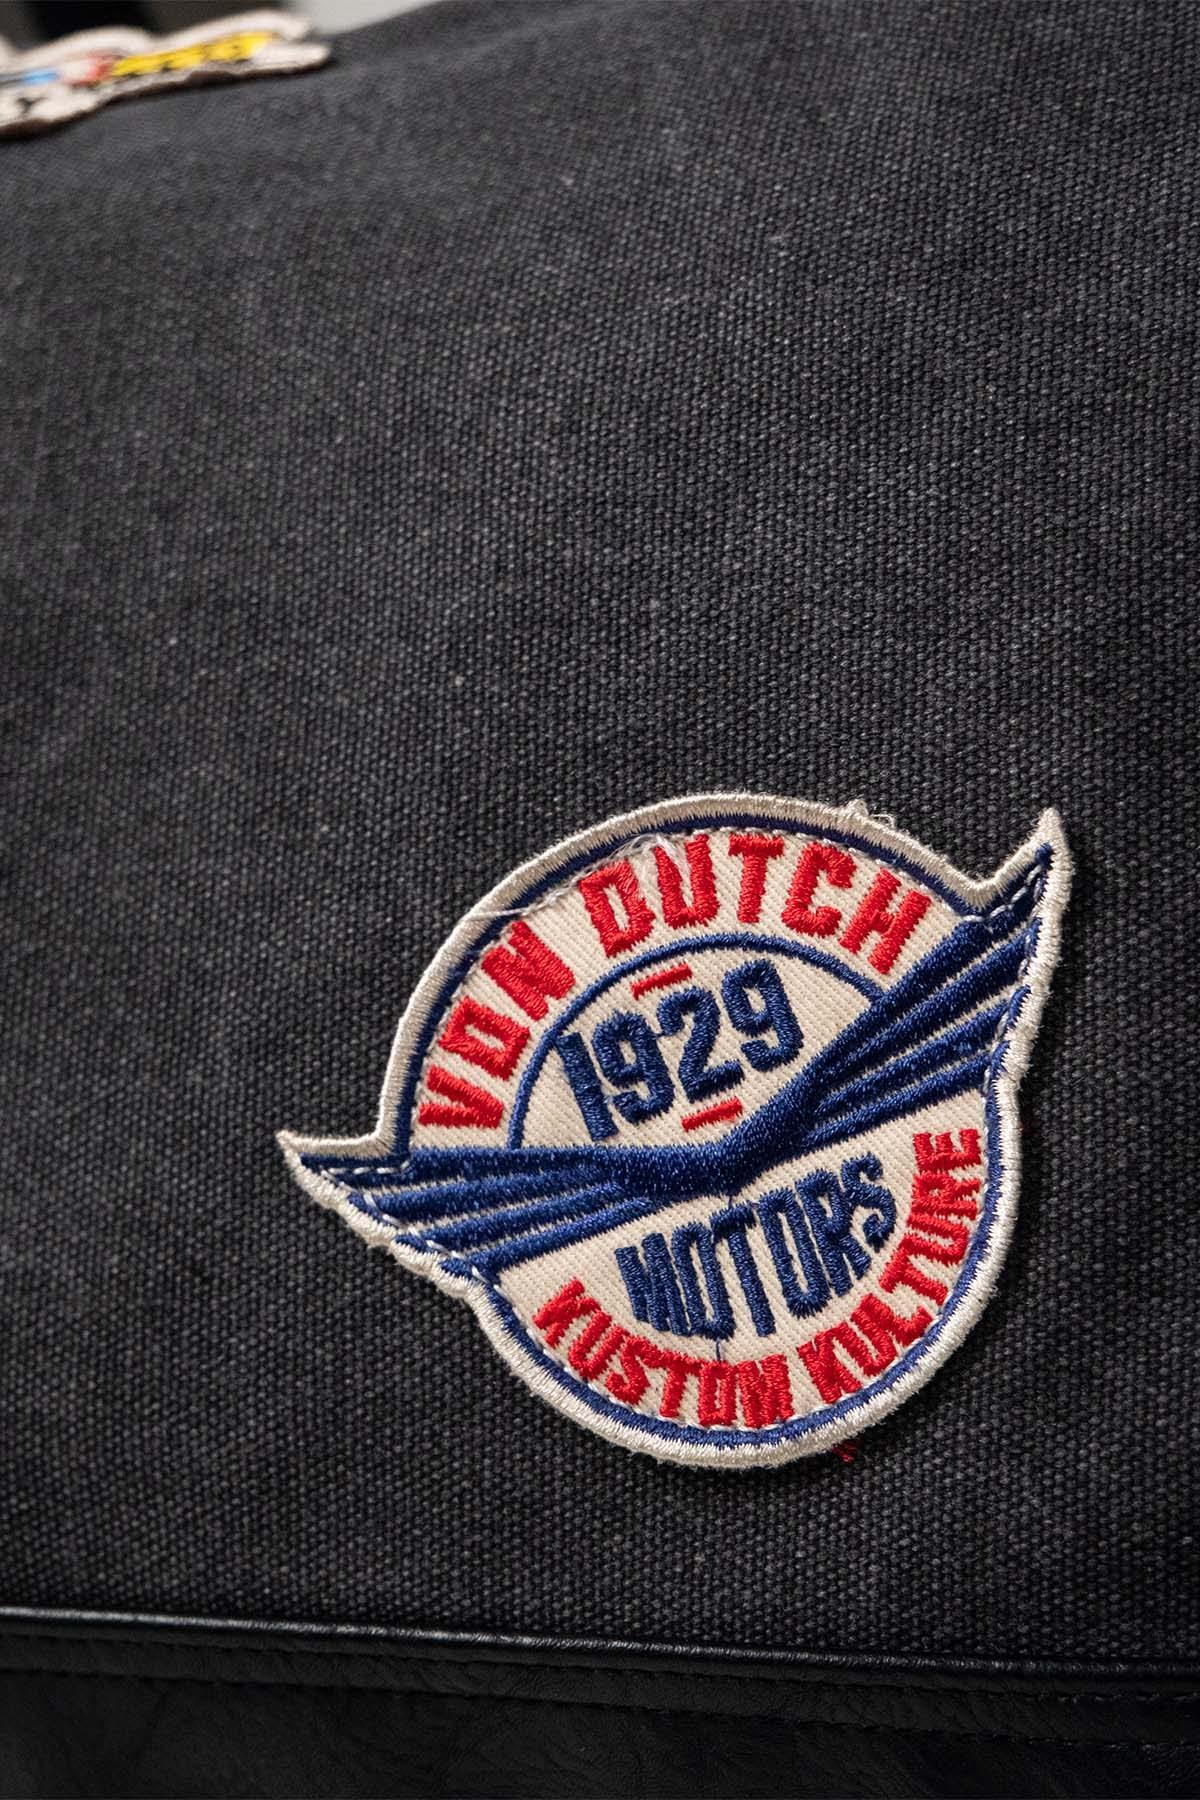 VON DUTCH
1929
MOTORS
KUSTOM KULTURE